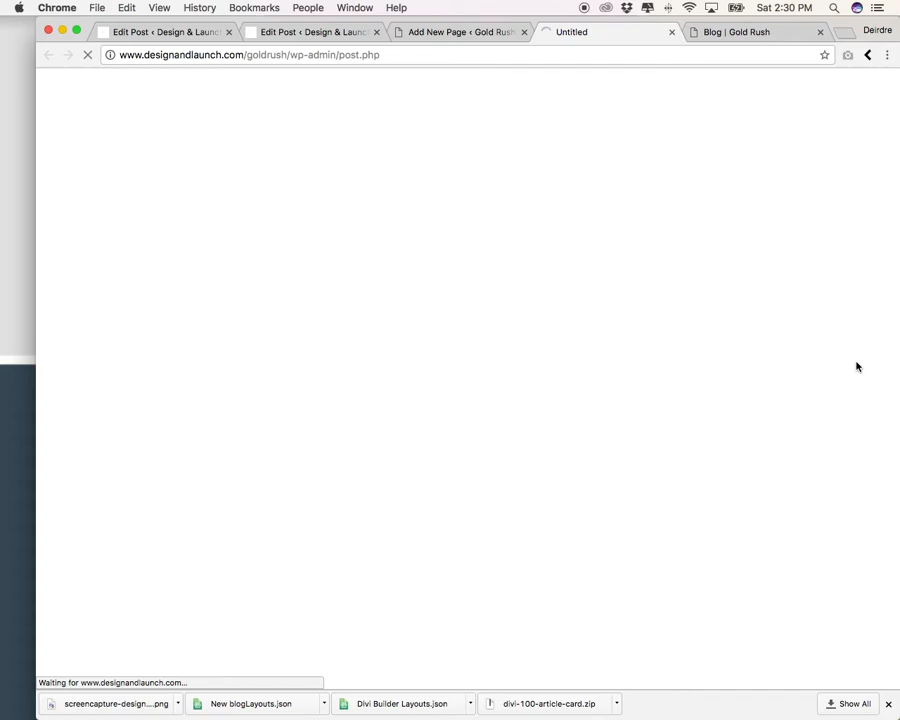 Chrome File Edit View History Bookmarks People Window Help Sat 2:30 PM
Edit Post ‹ Design & Launc Edit Post ‹ Design & Launc Add New Page ‹ Gold Rush Untitled Blog | Gold Rush Deirdre
www.designandlaunch.com/goldrush/wp-admin/post.php
Waiting for www.designandlaunch.com...
screencapture-design....png New blogLayouts.json Divi Builder Layouts.json divi-100-article-card.zip Show All